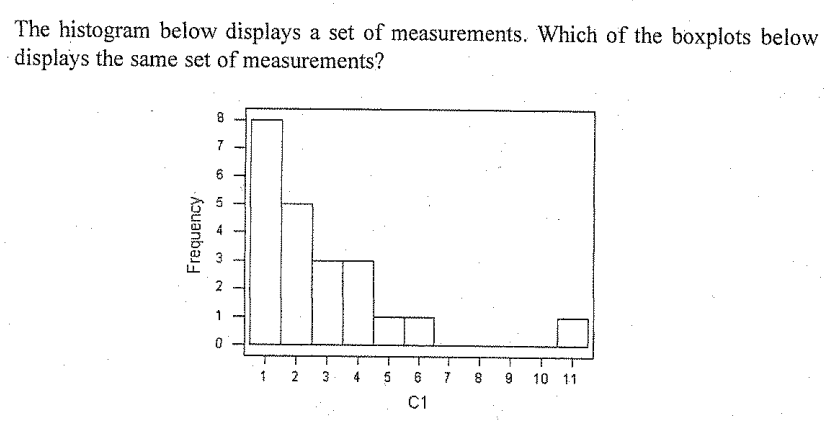 The histogram below displays a set of measurements. Which of the boxplots below
displays the same set of measurements?
8
7
6
5
4
3
2
1
0
Frequency
1 2 3 4 5 6 7 8 9 10 11
C1